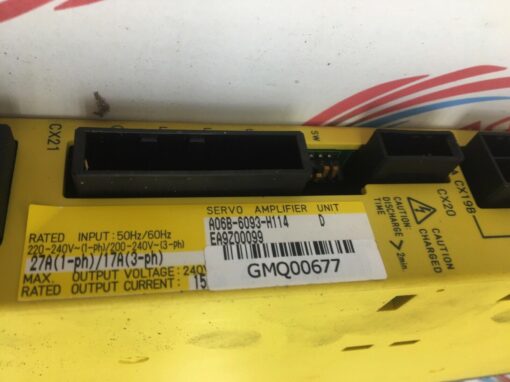 CX21
SW
CX19B
CX20
CAUTION:
CHARGED
CAUTION:
DISCHARGE
TIME > 2min.
SERVO AMPLIFIER UNIT
A06B-6093-H114 D
EA9Z00099
RATED INPUT:50Hz/60Hz
220-240V~(1-ph)/200-240V~(3-ph)
27A(1-ph)/17A(3-ph)
MAX. OUTPUT VOLTAGE:240V
RATED OUTPUT CURRENT: 15
GMQ00677